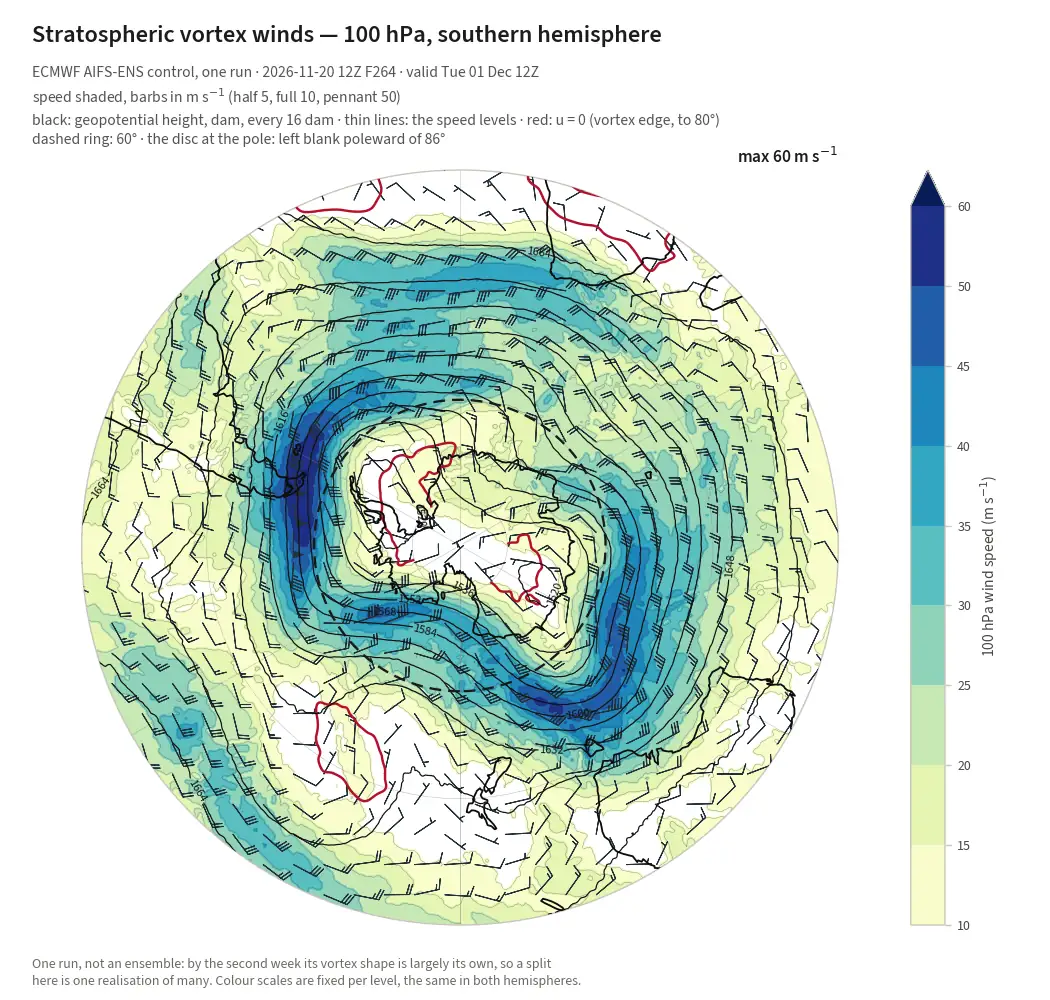 Stratospheric vortex winds — 100 hPa, southern hemisphere
ECMWF AIFS-ENS control, one run · 2026-11-20 12Z F264 · valid Tue 01 Dec 12Z
speed shaded, barbs in m s⁻¹ (half 5, full 10, pennant 50)
black: geopotential height, dam, every 16 dam · thin lines: the speed levels · red: u = 0 (vortex edge, to 80°)
dashed ring: 60° · the disc at the pole: left blank poleward of 86°
max 60 m s⁻¹
60
50
45
40
35
30
25
20
15
10
100 hPa wind speed (m s⁻¹)
1664
1616
1664
1648
1552
1568
1584
1632
1664
One run, not an ensemble: by the second week its vortex shape is largely its own, so a split
here is one realisation of many. Colour scales are fixed per level, the same in both hemispheres.